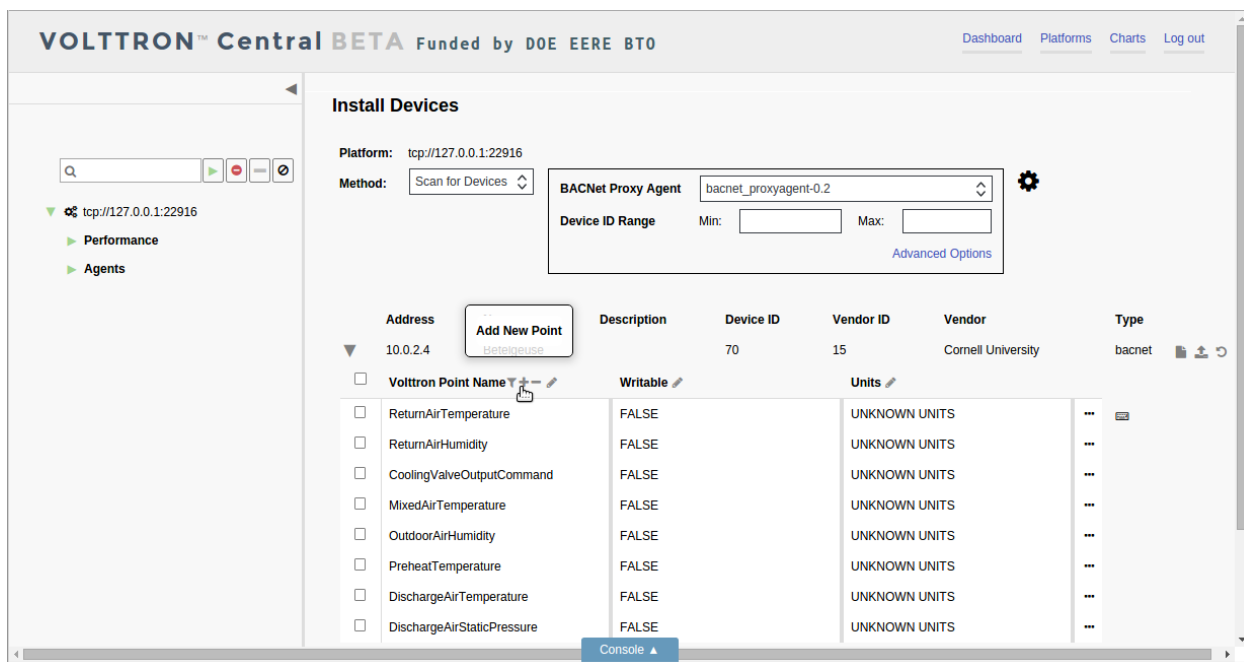 VOLTTRON™ Central BETA Funded by DOE EERE BTO
Dashboard Platforms Charts Log out
Install Devices
Platform: tcp://127.0.0.1:22916
Method: Scan for Devices
BACNet Proxy Agent bacnet_proxyagent-0.2
Device ID Range Min: Max:
Advanced Options
tcp://127.0.0.1:22916
Performance
Agents
Address Description Device ID Vendor ID Vendor Type
Add New Point
10.0.2.4 Betelgeuse 70 15 Cornell University bacnet
Volttron Point Name Writable Units
ReturnAirTemperature FALSE UNKNOWN UNITS
ReturnAirHumidity FALSE UNKNOWN UNITS
CoolingValveOutputCommand FALSE UNKNOWN UNITS
MixedAirTemperature FALSE UNKNOWN UNITS
OutdoorAirHumidity FALSE UNKNOWN UNITS
PreheatTemperature FALSE UNKNOWN UNITS
DischargeAirTemperature FALSE UNKNOWN UNITS
DischargeAirStaticPressure FALSE UNKNOWN UNITS
Console ▲